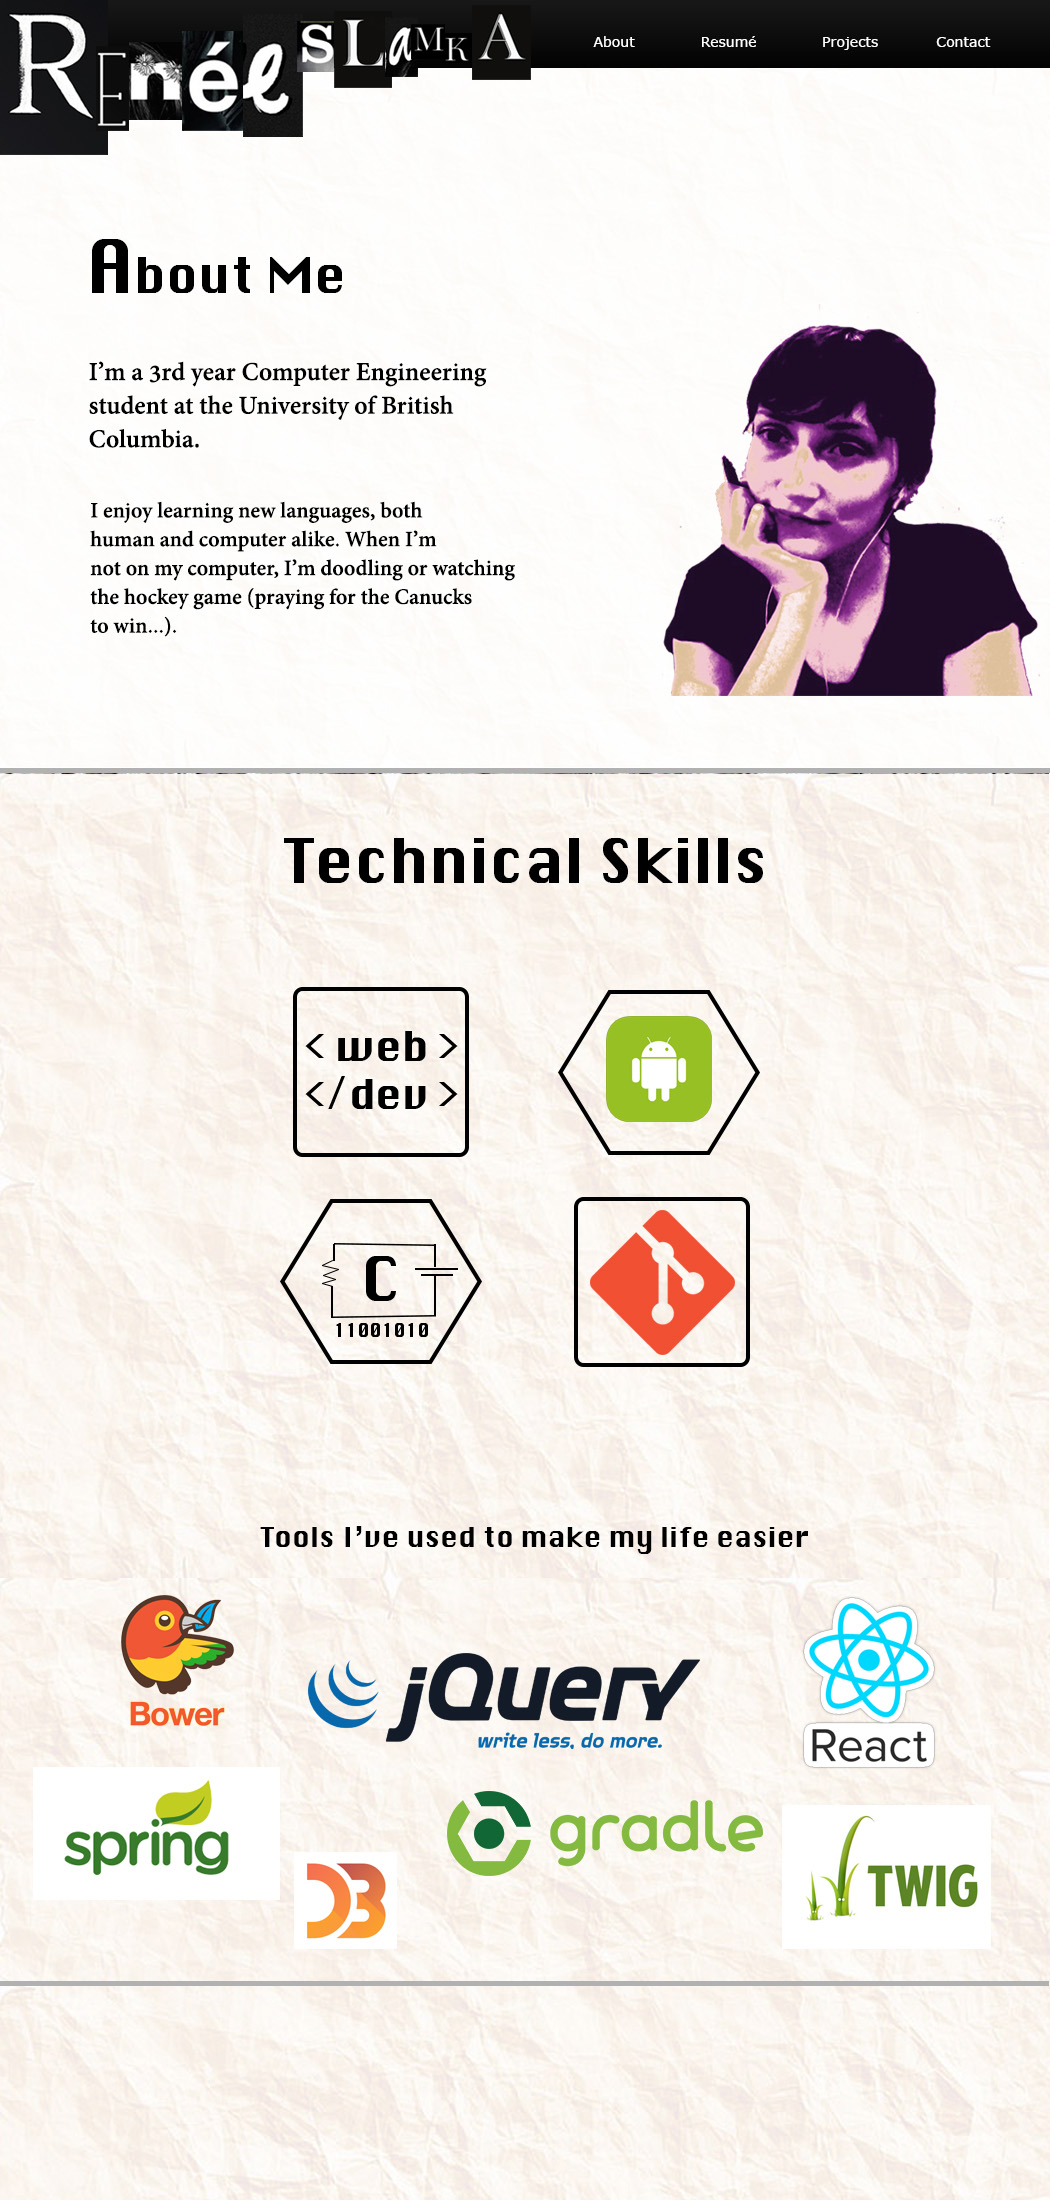 REnéeSLaMKA
About Resumé Projects Contact
About Me
I'm a 3rd year Computer Engineering
student at the University of British
Columbia.
I enjoy learning new languages, both
human and computer alike. When I'm
not on my computer, I'm doodling or watching
the hockey game (praying for the Canucks
to win...).
Technical Skills
< web >
</dev >
C
11001010
Tools I've used to make my life easier
Bower
jQuery
write less, do more.
React
spring
gradle
D3
TWIG